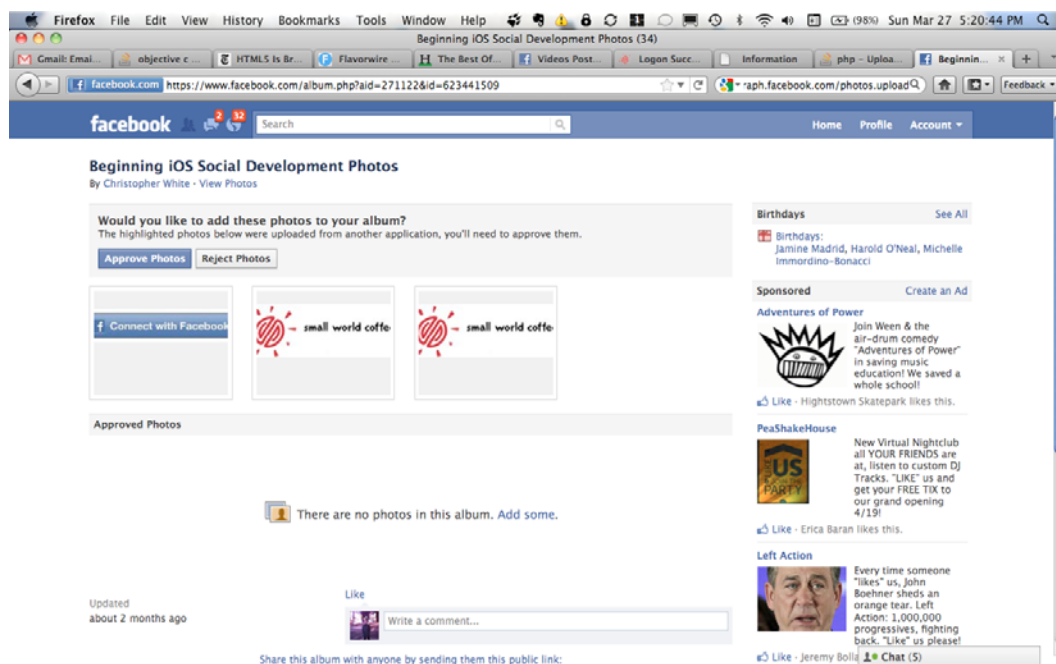 Firefox File Edit View History Bookmarks Tools Window Help (98%) Sun Mar 27 5:20:44 PM
Beginning iOS Social Development Photos (34)
Gmail: Emai... objective c ... HTML5 Is Br... Flavorwire ... The Best Of... Videos Post... Logon Succ... Information php - Uploa... Beginnin...
facebook.com https://www.facebook.com/album.php?aid=271122&id=623441509 raph.facebook.com/photos.upload Feedback
facebook 2 32 Search Home Profile Account
Beginning iOS Social Development Photos
By Christopher White · View Photos
Would you like to add these photos to your album?
The highlighted photos below were uploaded from another application, you'll need to approve them.
Approve Photos Reject Photos
f Connect with Facebook
small world coffe
small world coffe
Approved Photos
There are no photos in this album. Add some.
Updated
about 2 months ago
Like
Write a comment...
Share this album with anyone by sending them this public link:
Birthdays See All
Birthdays:
Jamine Madrid, Harold O'Neal, Michelle
Immordino-Bonacci
Sponsored Create an Ad
Adventures of Power
Join Ween & the
air-drum comedy
"Adventures of Power"
in saving music
education! We saved a
whole school!
Like · Hightstown Skatepark likes this.
PeaShakeHouse
US
PARTY
New Virtual Nightclub
all YOUR FRIENDS are
at, listen to custom DJ
Tracks. "LIKE" us and
get your FREE TIX to
our grand opening
4/19!
Like · Erica Baran likes this.
Left Action
Every time someone
"likes" us, John
Boehner sheds an
orange tear. Left
Action: 1,000,000
progressives, fighting
back. "Like" us please!
Like · Jeremy Bolla
Chat (5)